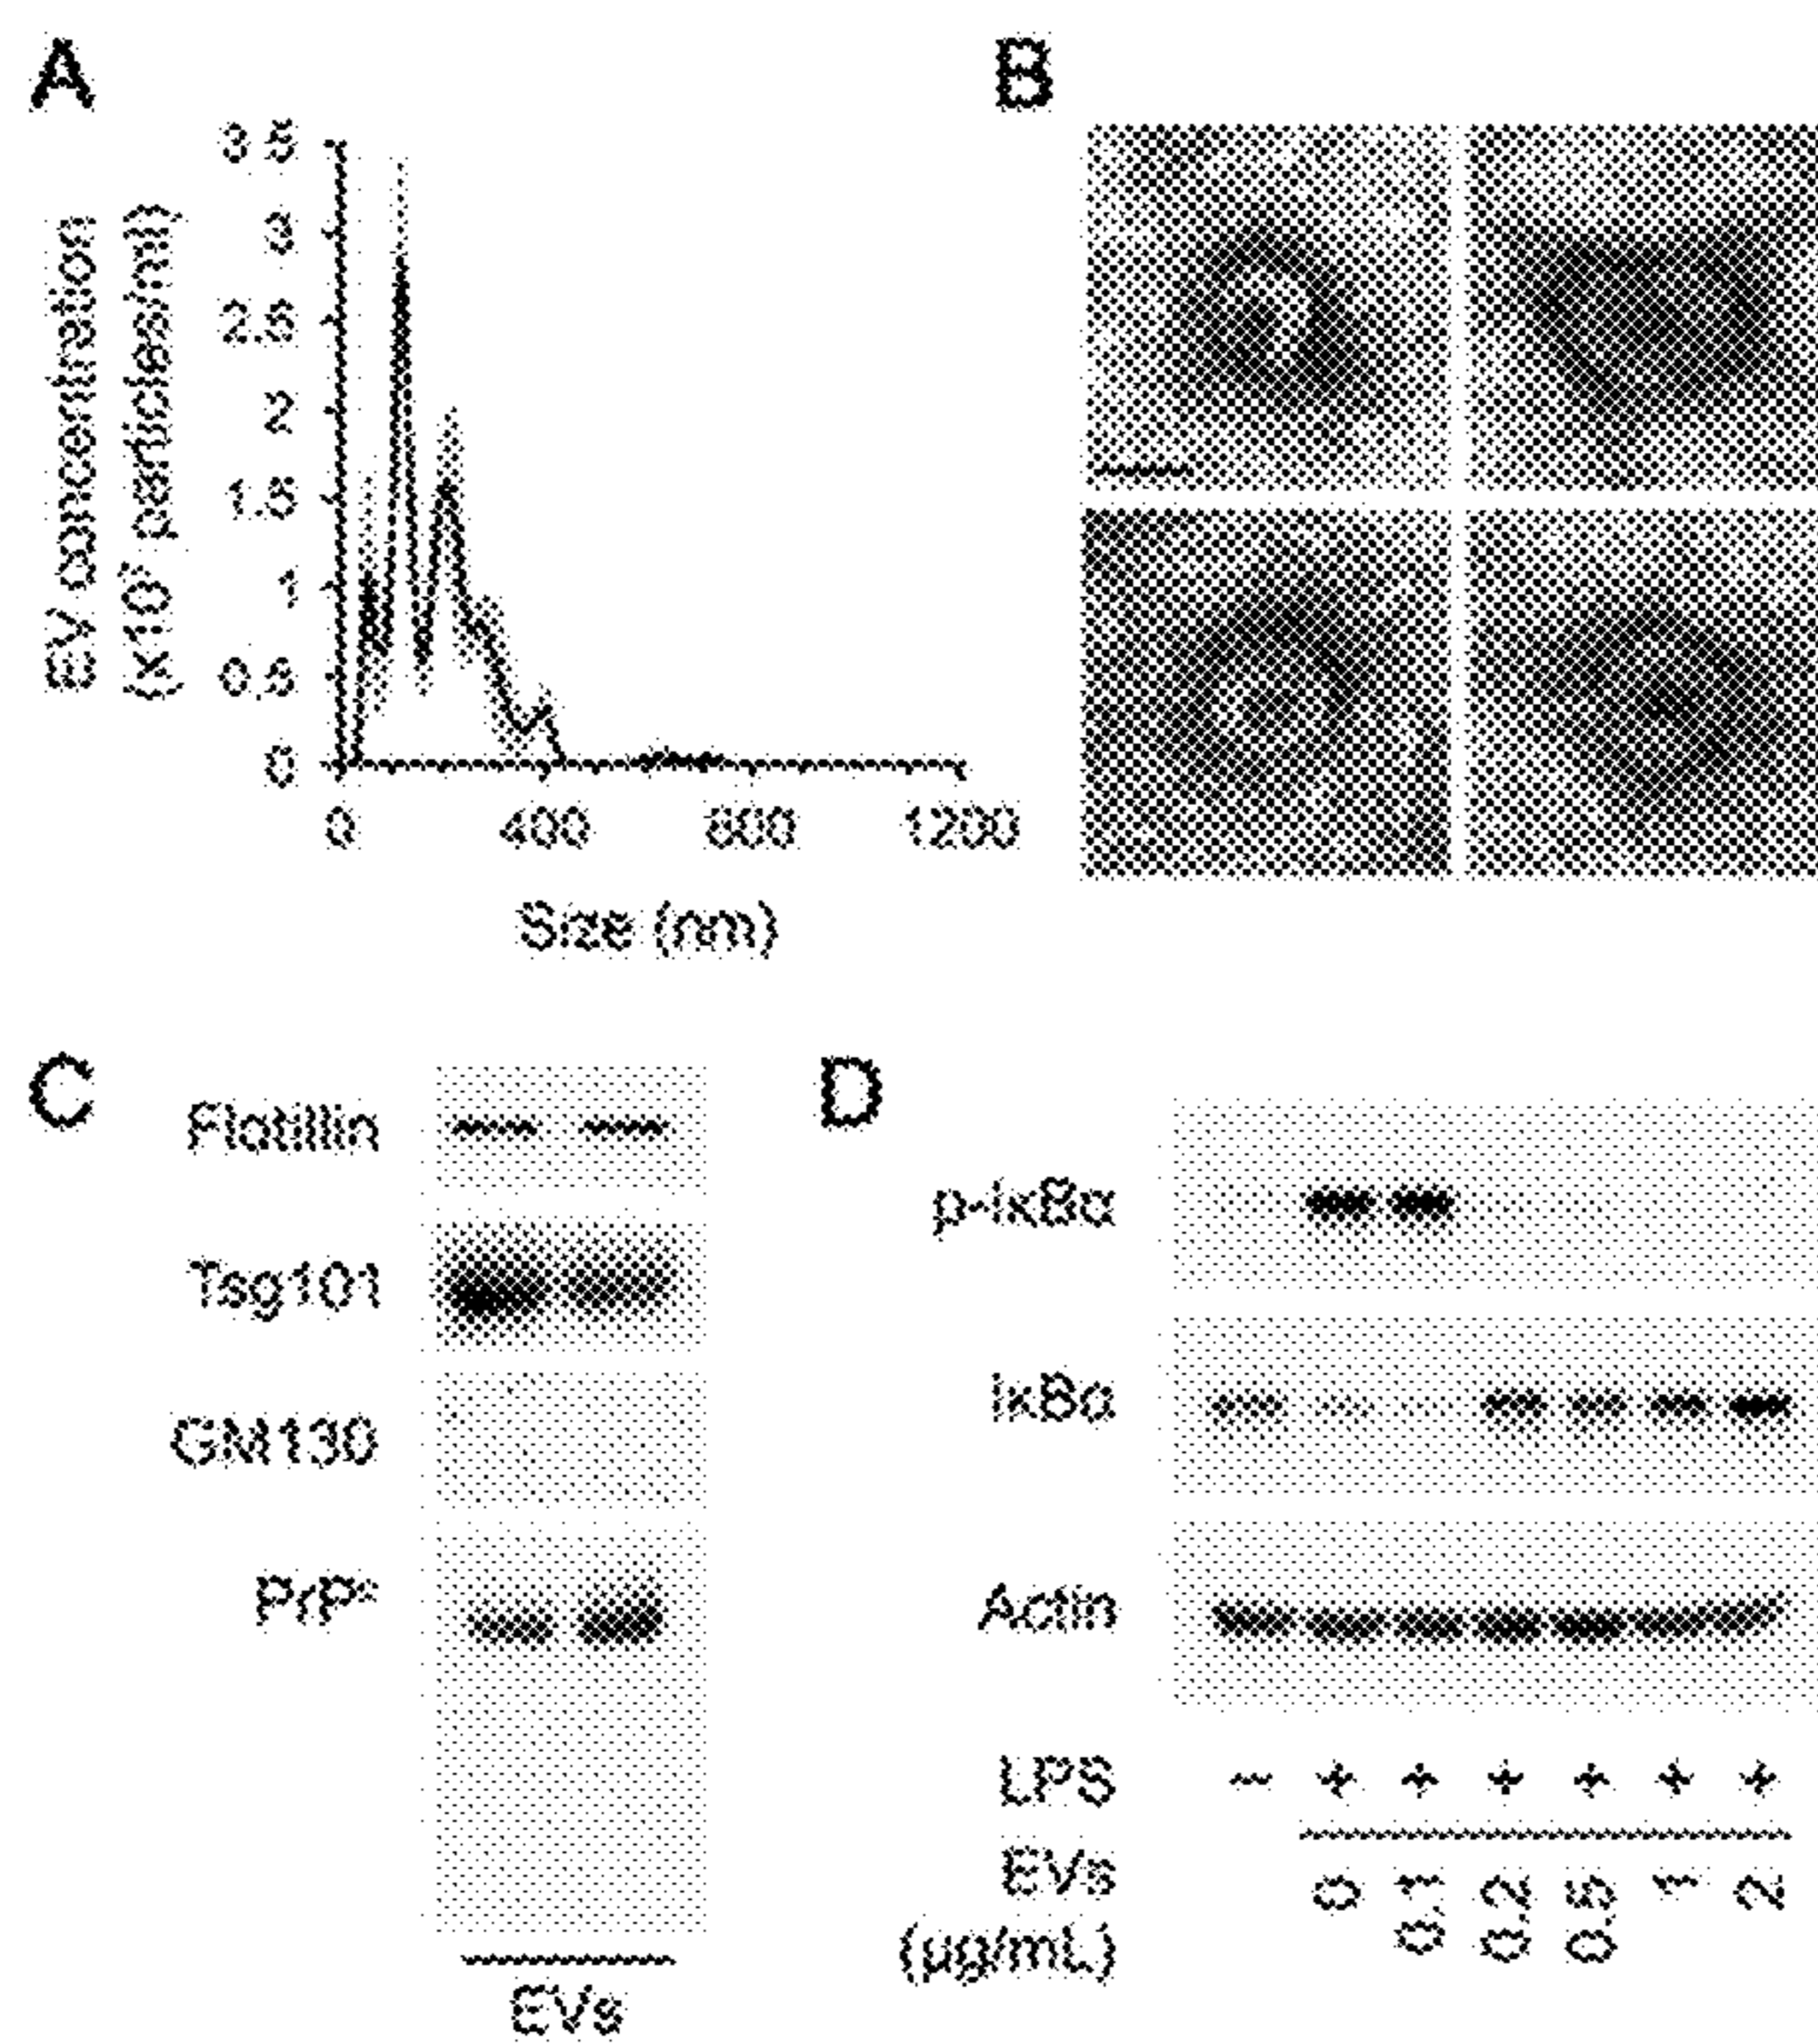 A
EV concentration
(x10⁷ particles/ml)
3.5
3
2.5
2
1.5
1
0.5
0
0
400
800
1200
Size (nm)
B
C
Flotillin
Tsg101
GM130
PrPᶜ
EVs
D
p-IκBα
IκBα
Actin
LPS - + + + + + +
EVs
(µg/mL)
0 0.1 0.2 0.5 1 2